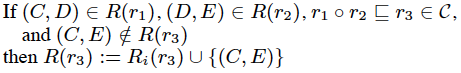 If (C, D) ∈ R(r₁), (D, E) ∈ R(r₂), r₁ ∘ r₂ ⊑ r₃ ∈ 𝒞,
and (C, E) ∉ R(r₃)
then R(r₃) := Rᵢ(r₃) ∪ {(C, E)}